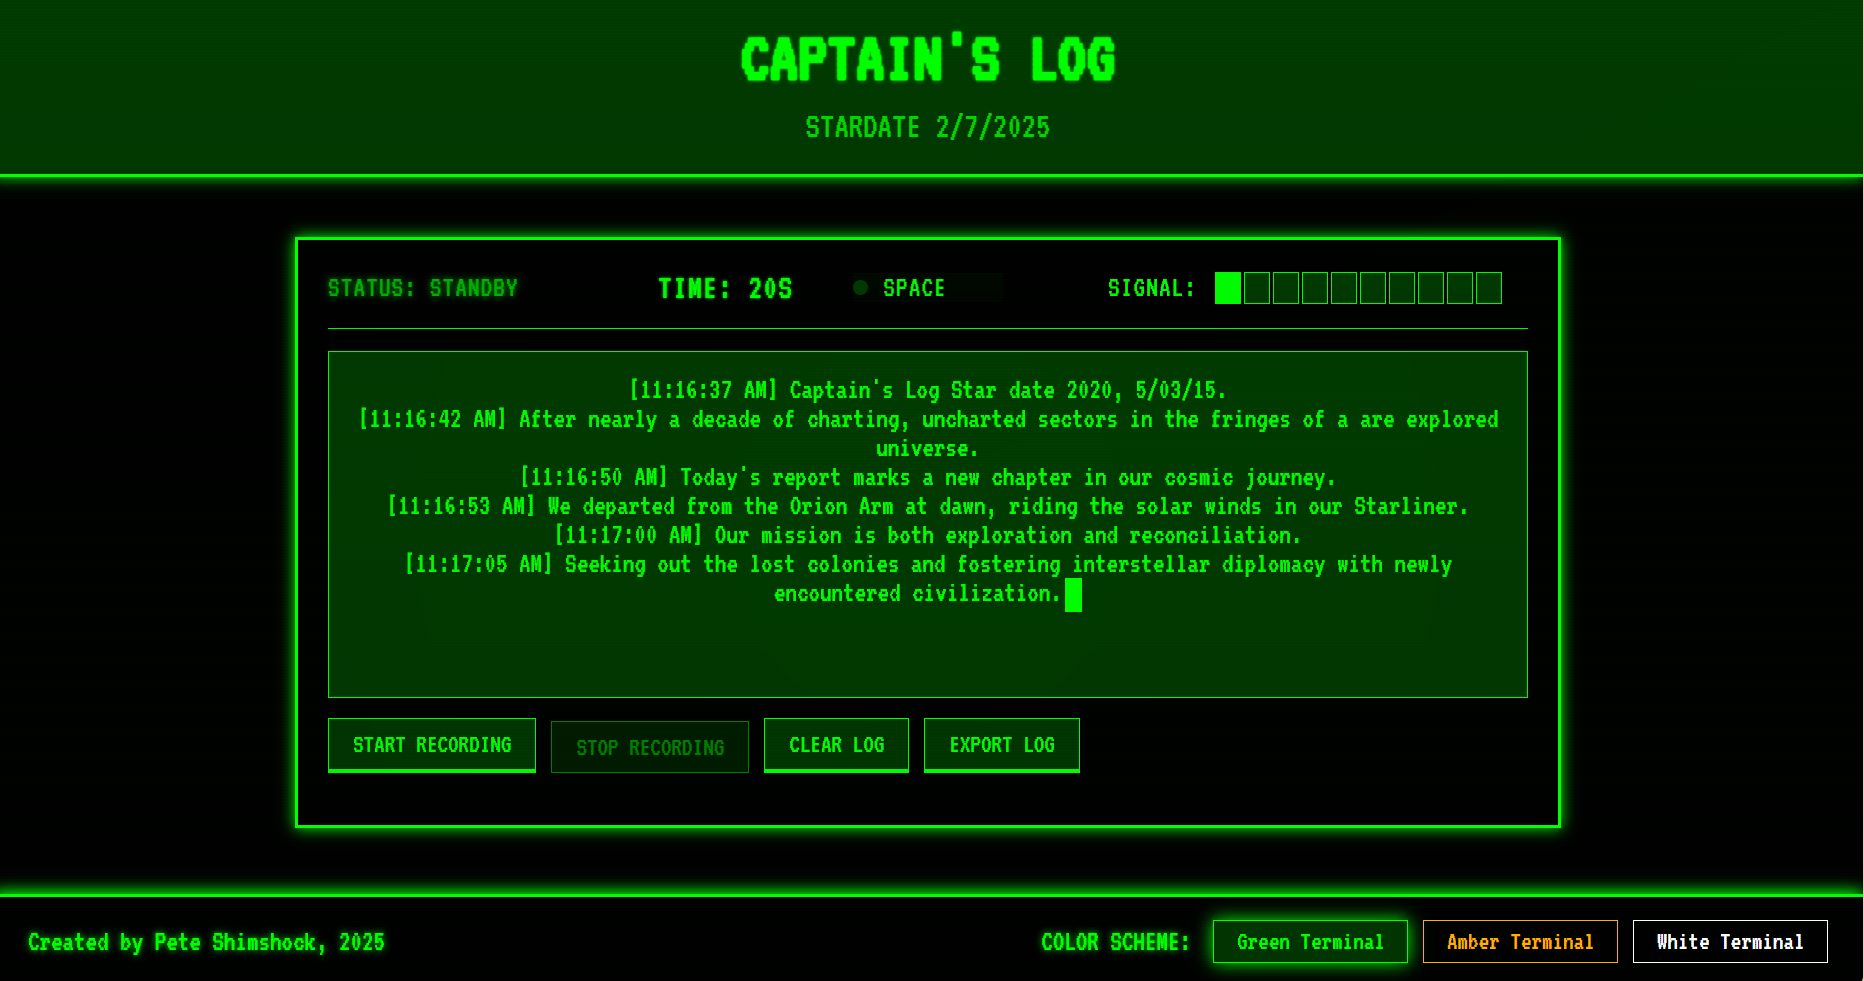 CAPTAIN'S LOG
STARDATE 2/7/2025
STATUS: STANDBY
TIME: 20S
SPACE
SIGNAL:
[11:16:37 AM] Captain's Log Star date 2020, 5/03/15.
[11:16:42 AM] After nearly a decade of charting, uncharted sectors in the fringes of a are explored
universe.
[11:16:50 AM] Today's report marks a new chapter in our cosmic journey.
[11:16:53 AM] We departed from the Orion Arm at dawn, riding the solar winds in our Starliner.
[11:17:00 AM] Our mission is both exploration and reconciliation.
[11:17:05 AM] Seeking out the lost colonies and fostering interstellar diplomacy with newly
encountered civilization.
START RECORDING
STOP RECORDING
CLEAR LOG
EXPORT LOG
Created by Pete Shimshock, 2025
COLOR SCHEME:
Green Terminal
Amber Terminal
White Terminal